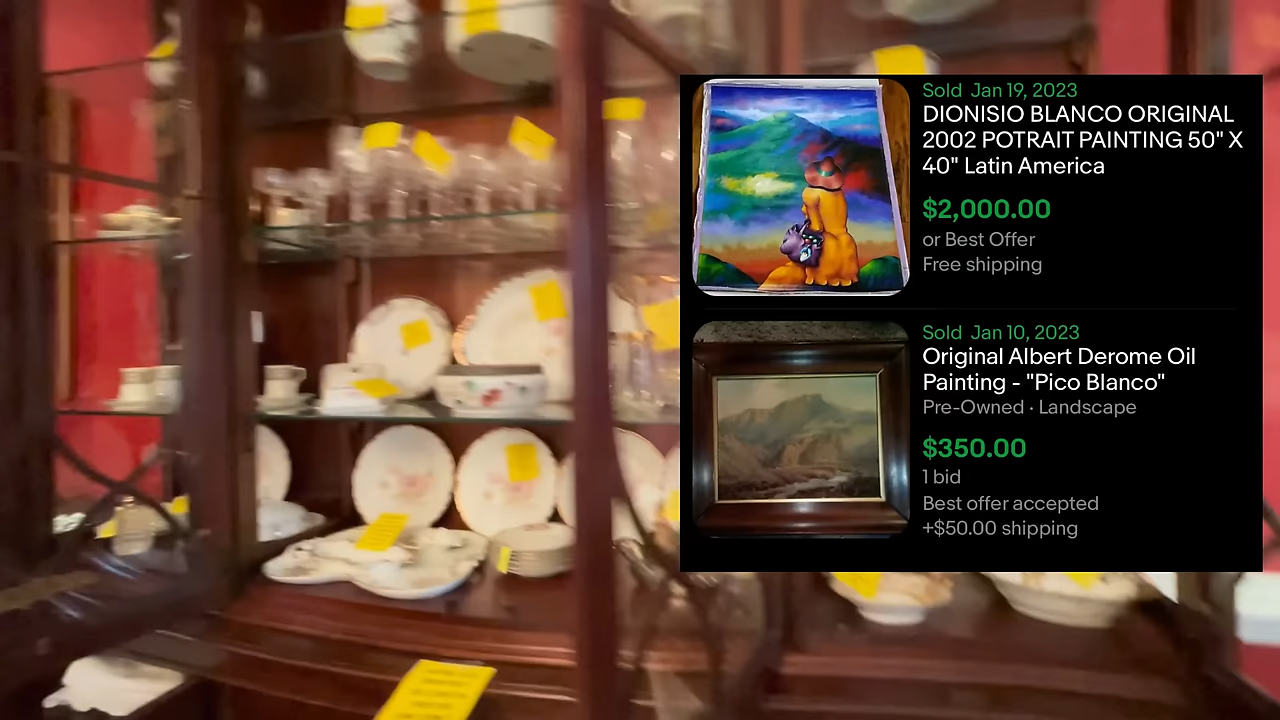 Sold Jan 19, 2023
DIONISIO BLANCO ORIGINAL
2002 POTRAIT PAINTING 50" X
40" Latin America
$2,000.00
or Best Offer
Free shipping
Sold Jan 10, 2023
Original Albert Derome Oil
Painting - "Pico Blanco"
Pre-Owned · Landscape
$350.00
1 bid
Best offer accepted
+$50.00 shipping